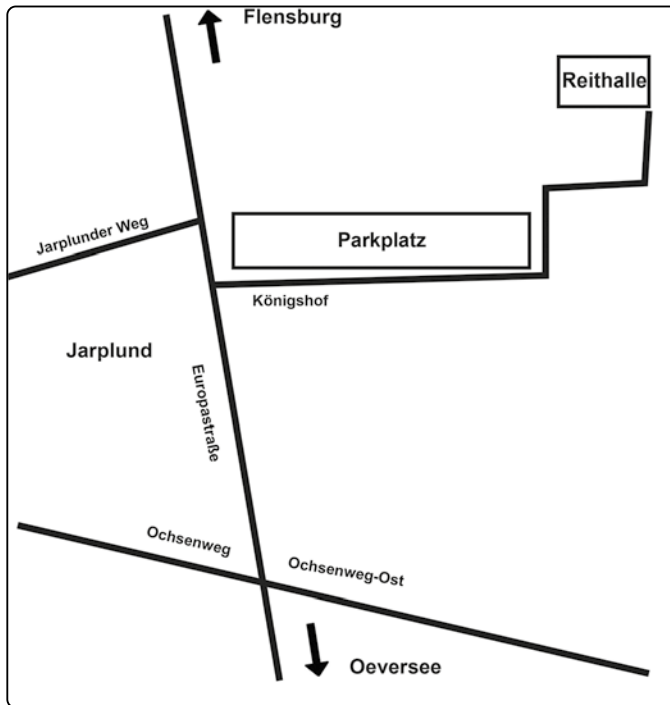 Flensburg
Reithalle
Jarplunder Weg
Parkplatz
Königshof
Jarplund
Europastraße
Ochsenweg
Ochsenweg-Ost
Oeversee